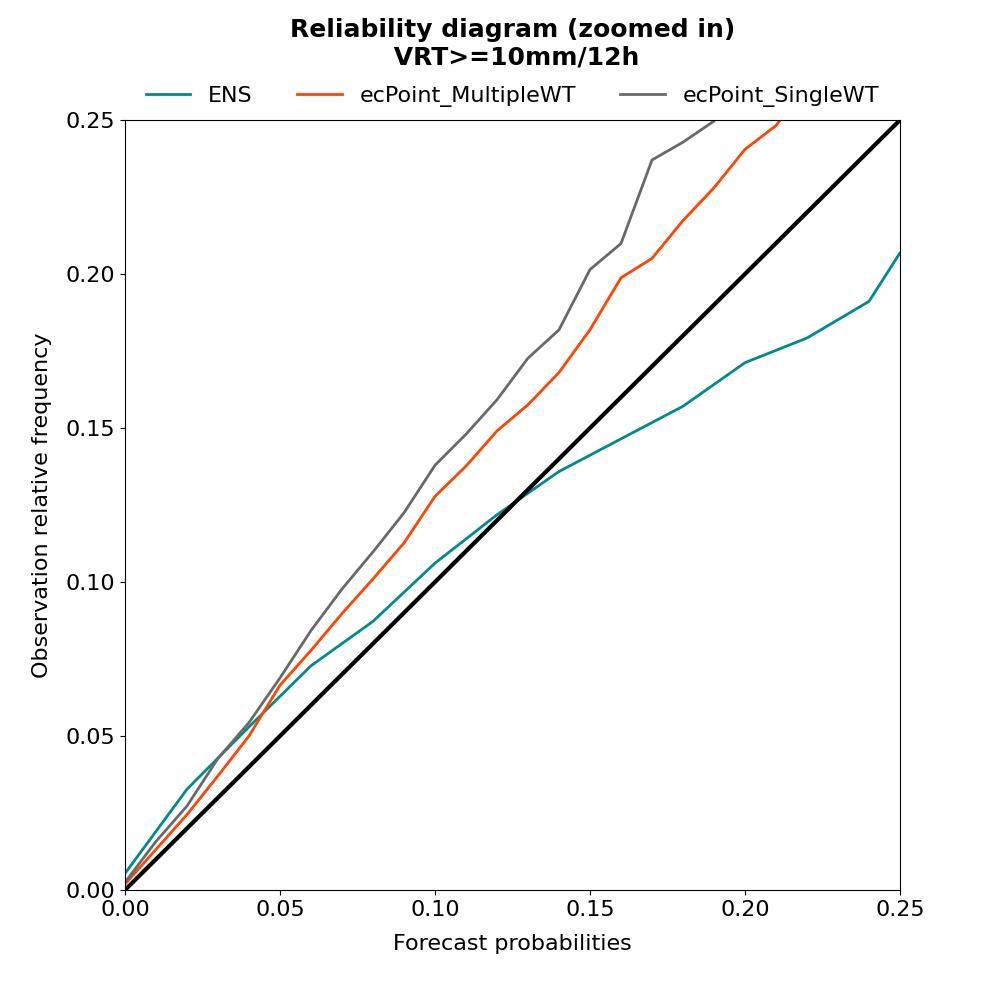 Reliability diagram (zoomed in)
VRT>=10mm/12h
ENS ecPoint_MultipleWT ecPoint_SingleWT
0.25
0.20
0.15
0.10
0.05
0.00
Observation relative frequency
0.00 0.05 0.10 0.15 0.20 0.25
Forecast probabilities